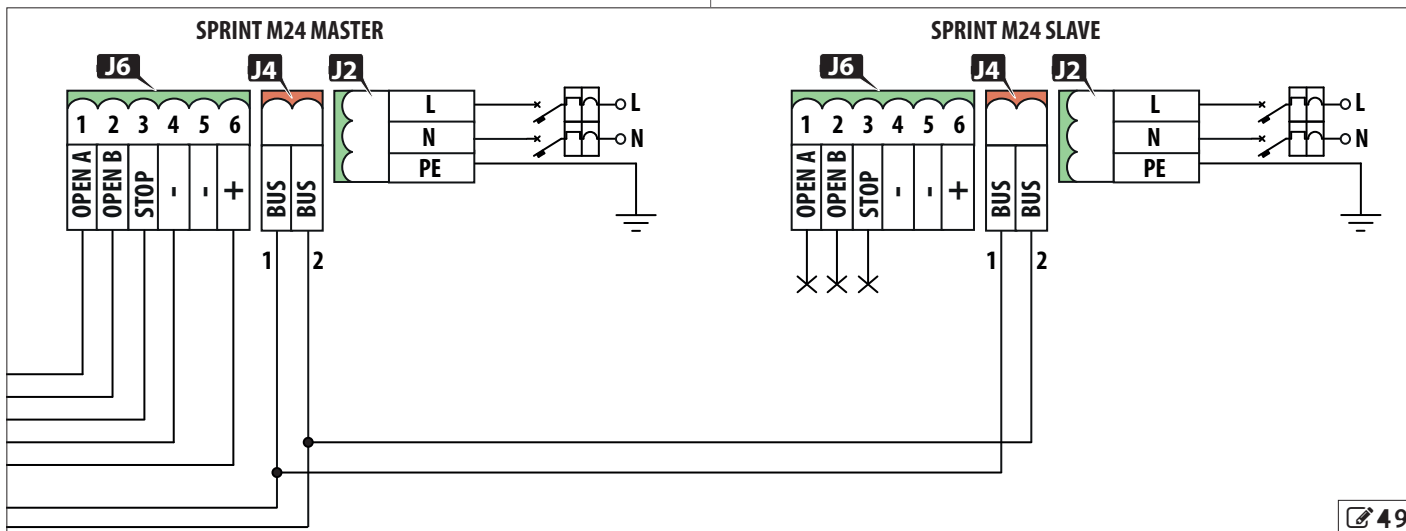 SPRINT M24 MASTER
SPRINT M24 SLAVE
J6
J4
J2
J6
J4
J2
1 2 3 4 5 6
OPEN A
OPEN B
STOP
-
-
+
BUS
BUS
1
2
L
N
PE
L
N
1 2 3 4 5 6
OPEN A
OPEN B
STOP
-
-
+
BUS
BUS
1
2
L
N
PE
L
N
49